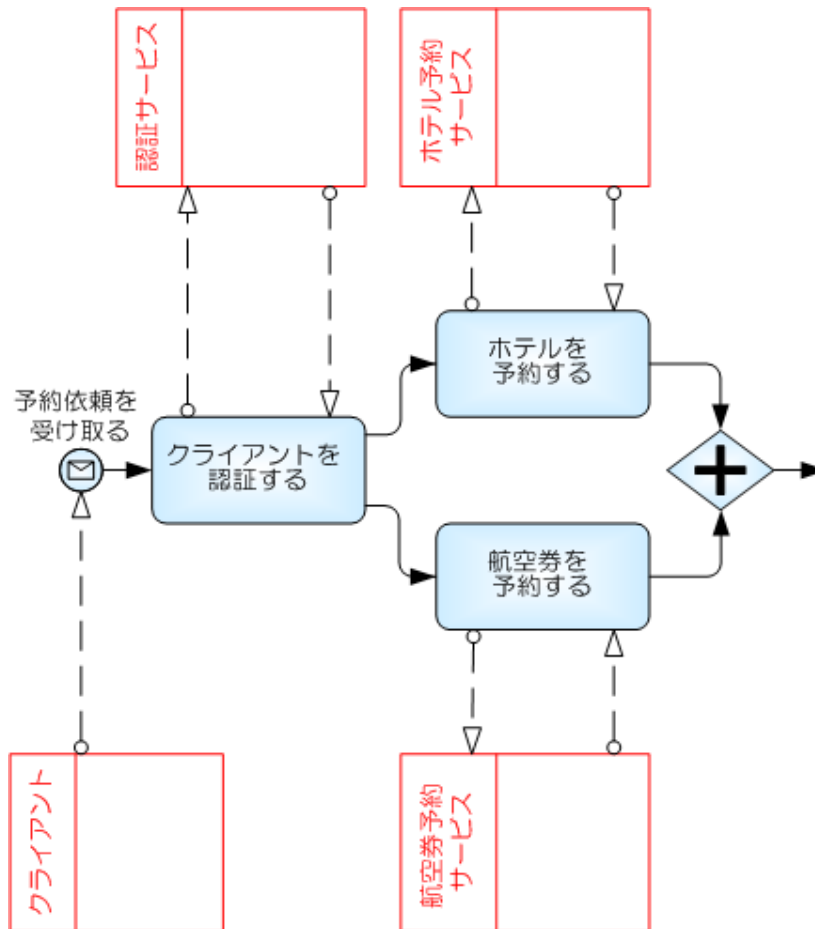 認証サービス
ホテル予約
サービス
予約依頼を
受け取る
クライアントを
認証する
ホテルを
予約する
航空券を
予約する
クライアント
航空券予約
サービス